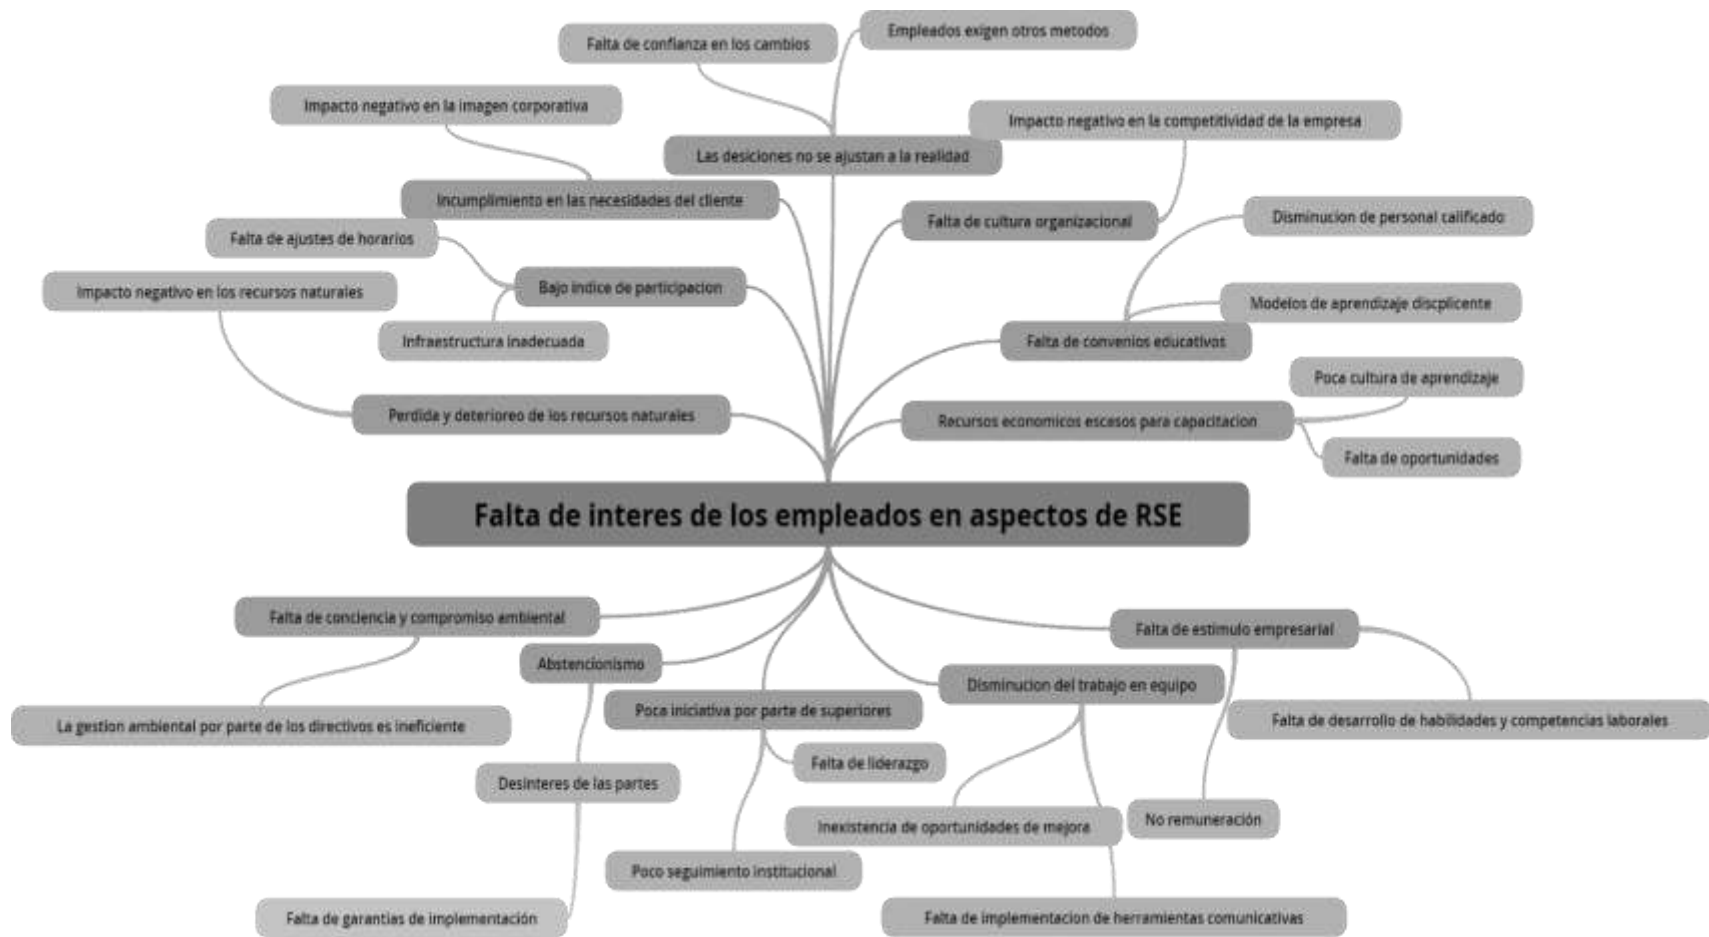 Empleados exigen otros metodos
Falta de confianza en los cambios
Impacto negativo en la imagen corporativa
Impacto negativo en la competitividad de la empresa
Las desiciones no se ajustan a la realidad
Incumplimiento en las necesidades del cliente
Falta de cultura organizacional
Disminucion de personal calificado
Falta de ajustes de horarios
Bajo indice de participacion
Impacto negativo en los recursos naturales
Modelos de aprendizaje discplicente
Infraestructura inadecuada
Falta de convenios educativos
Poca cultura de aprendizaje
Perdida y deterioreo de los recursos naturales
Recursos economicos escasos para capacitacion
Falta de oportunidades
Falta de interes de los empleados en aspectos de RSE
Falta de conciencia y compromiso ambiental
Falta de estimulo empresarial
Abstencionismo
Disminucion del trabajo en equipo
Poca iniciativa por parte de superiores
La gestion ambiental por parte de los directivos es ineficiente
Falta de desarrollo de habilidades y competencias laborales
Falta de liderazgo
Desinteres de las partes
Inexistencia de oportunidades de mejora
No remuneración
Poco seguimiento institucional
Falta de garantias de implementación
Falta de implementacion de herramientas comunicativas